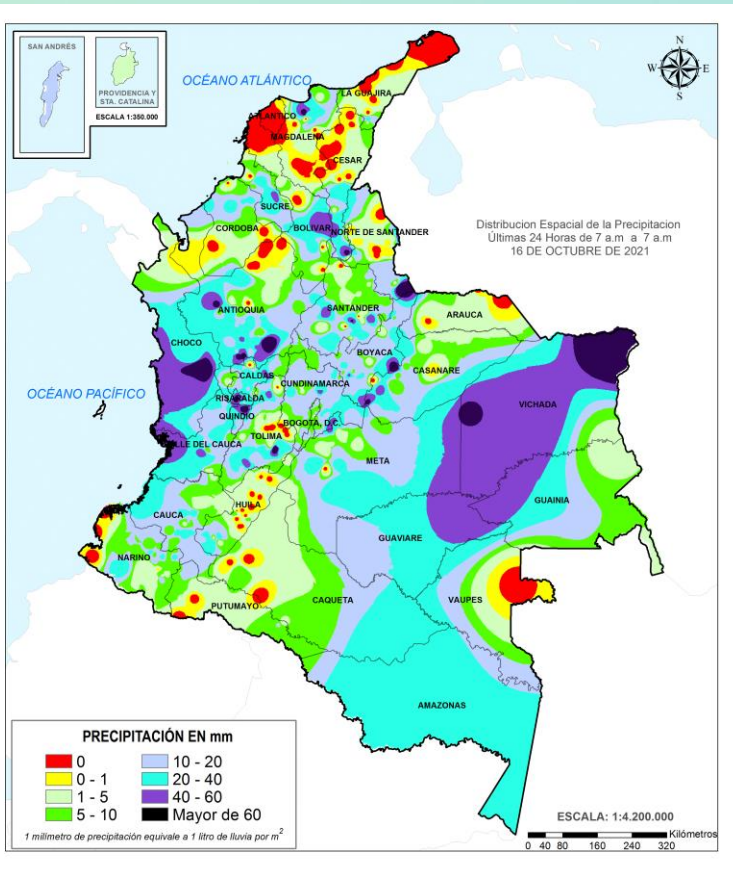 SAN ANDRÉS
PROVIDENCIA Y
STA. CATALINA
ESCALA 1:350.000
N
W
E
S
OCÉANO ATLÁNTICO
LA GUAJIRA
ATLANTICO
MAGDALENA
CESAR
SUCRE
CORDOBA
BOLIVAR
NORTE DE SANTANDER
Distribucion Espacial de la Precipitacion
Últimas 24 Horas de 7 a.m a 7 a.m
16 DE OCTUBRE DE 2021
ANTIOQUIA
SANTANDER
ARAUCA
CHOCO
BOYACA
CASANARE
CALDAS
CUNDINAMARCA
OCÉANO PACÍFICO
RISARALDA
VICHADA
QUINDIO
BOGOTA, D.C.
TOLIMA
VALLE DEL CAUCA
META
GUAINIA
HUILA
CAUCA
GUAVIARE
NARINO
CAQUETA
VAUPES
PUTUMAYO
AMAZONAS
PRECIPITACIÓN EN mm
0
10 - 20
0 - 1
20 - 40
1 - 5
40 - 60
5 - 10
Mayor de 60
1 milimetro de precipitación equivale a 1 litro de lluvia por m2
ESCALA: 1:4.200.000
Kilómetros
0 40 80 160 240 320